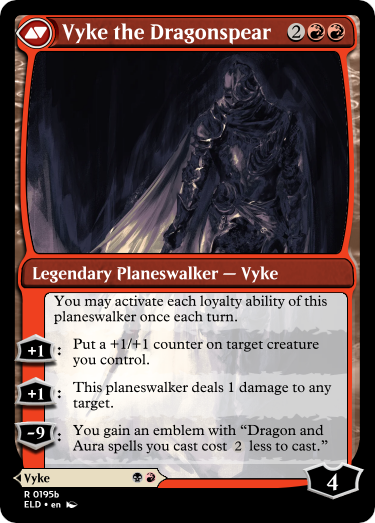 Vyke the Dragonspear 2
Legendary Planeswalker — Vyke
You may activate each loyalty ability of this
planeswalker once each turn.
+1: Put a +1/+1 counter on target creature
you control.
+1: This planeswalker deals 1 damage to any
target.
-9: You gain an emblem with “Dragon and
Aura spells you cast cost 2 less to cast.”
Vyke
4
R 0195b
ELD • en